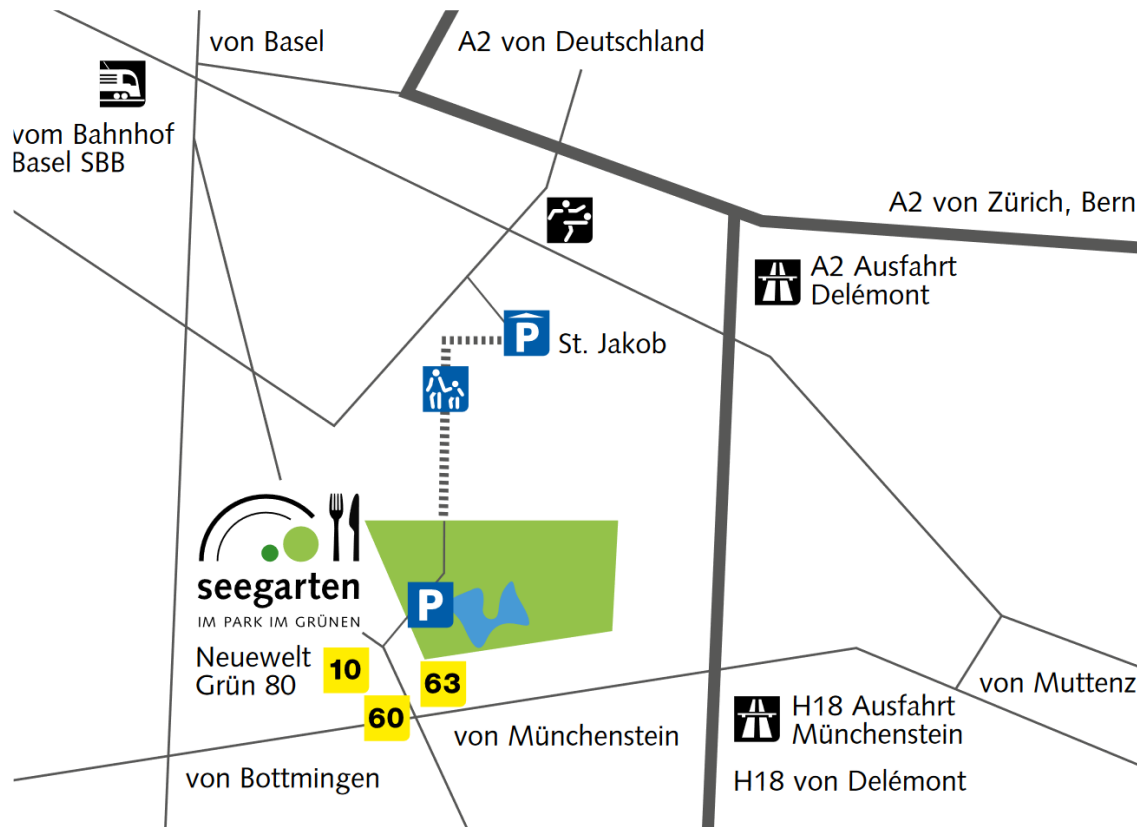 von Basel
A2 von Deutschland
vom Bahnhof
Basel SBB
A2 von Zürich, Bern
A2 Ausfahrt
Delémont
P
St. Jakob
seegarten
IM PARK IM GRÜNEN
P
Neuewelt
Grün 80
10
63
60
von Münchenstein
von Bottmingen
von Muttenz
H18 Ausfahrt
Münchenstein
H18 von Delémont